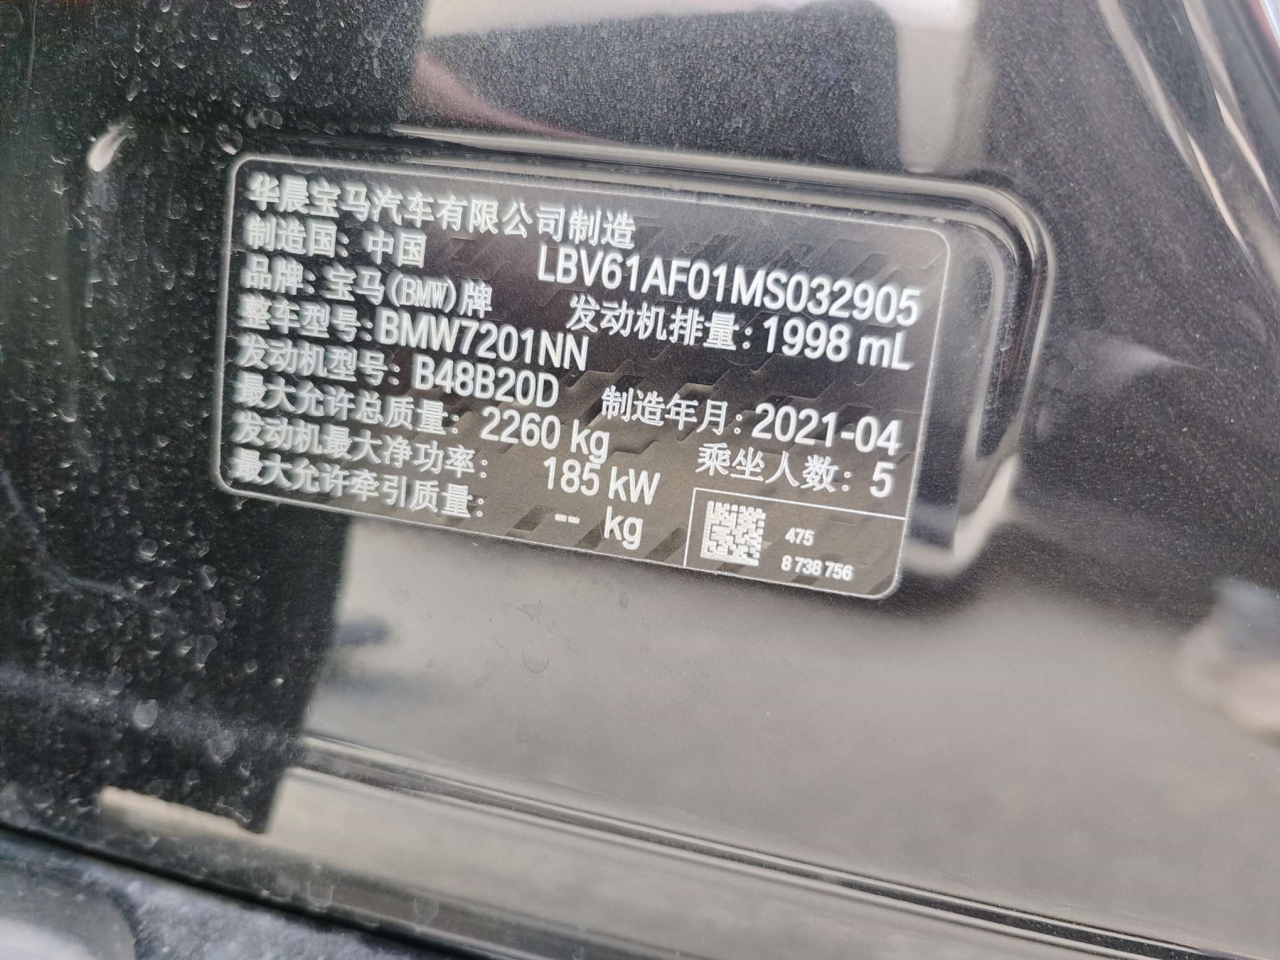 华晨宝马汽车有限公司制造
制造国: 中国 LBV61AF01MS032905
品牌: 宝马(BMW)牌 发动机排量: 1998 mL
整车型号: BMW7201NN
发动机型号: B48B20D 制造年月: 2021-04
最大允许总质量: 2260 kg 乘坐人数: 5
发动机最大净功率: 185 kW
最大允许牵引质量: -- kg
475
8 738 756